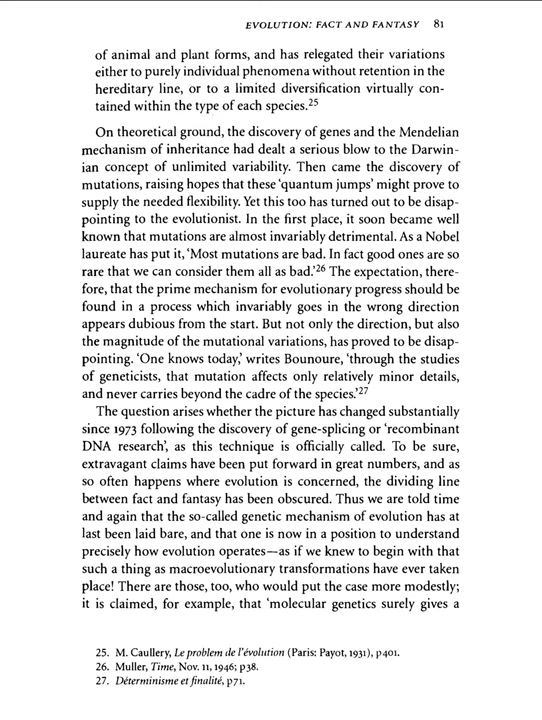 EVOLUTION: FACT AND FANTASY 81
of animal and plant forms, and has relegated their variations
either to purely individual phenomena without retention in the
hereditary line, or to a limited diversification virtually con-
tained within the type of each species.25
On theoretical ground, the discovery of genes and the Mendelian
mechanism of inheritance had dealt a serious blow to the Darwin-
ian concept of unlimited variability. Then came the discovery of
mutations, raising hopes that these ‘quantum jumps’ might prove to
supply the needed flexibility. Yet this too has turned out to be disap-
pointing to the evolutionist. In the first place, it soon became well
known that mutations are almost invariably detrimental. As a Nobel
laureate has put it, ‘Most mutations are bad. In fact good ones are so
rare that we can consider them all as bad.’26 The expectation, there-
fore, that the prime mechanism for evolutionary progress should be
found in a process which invariably goes in the wrong direction
appears dubious from the start. But not only the direction, but also
the magnitude of the mutational variations, has proved to be disap-
pointing. ‘One knows today,’ writes Bounoure, ‘through the studies
of geneticists, that mutation affects only relatively minor details,
and never carries beyond the cadre of the species.’27
The question arises whether the picture has changed substantially
since 1973 following the discovery of gene-splicing or ‘recombinant
DNA research’, as this technique is officially called. To be sure,
extravagant claims have been put forward in great numbers, and as
so often happens where evolution is concerned, the dividing line
between fact and fantasy has been obscured. Thus we are told time
and again that the so-called genetic mechanism of evolution has at
last been laid bare, and that one is now in a position to understand
precisely how evolution operates—as if we knew to begin with that
such a thing as macroevolutionary transformations have ever taken
place! There are those, too, who would put the case more modestly;
it is claimed, for example, that ‘molecular genetics surely gives a
25. M. Caullery, Le problem de l’évolution (Paris: Payot, 1931), p401.
26. Muller, Time, Nov. 11, 1946; p38.
27. Déterminisme et finalité, p71.